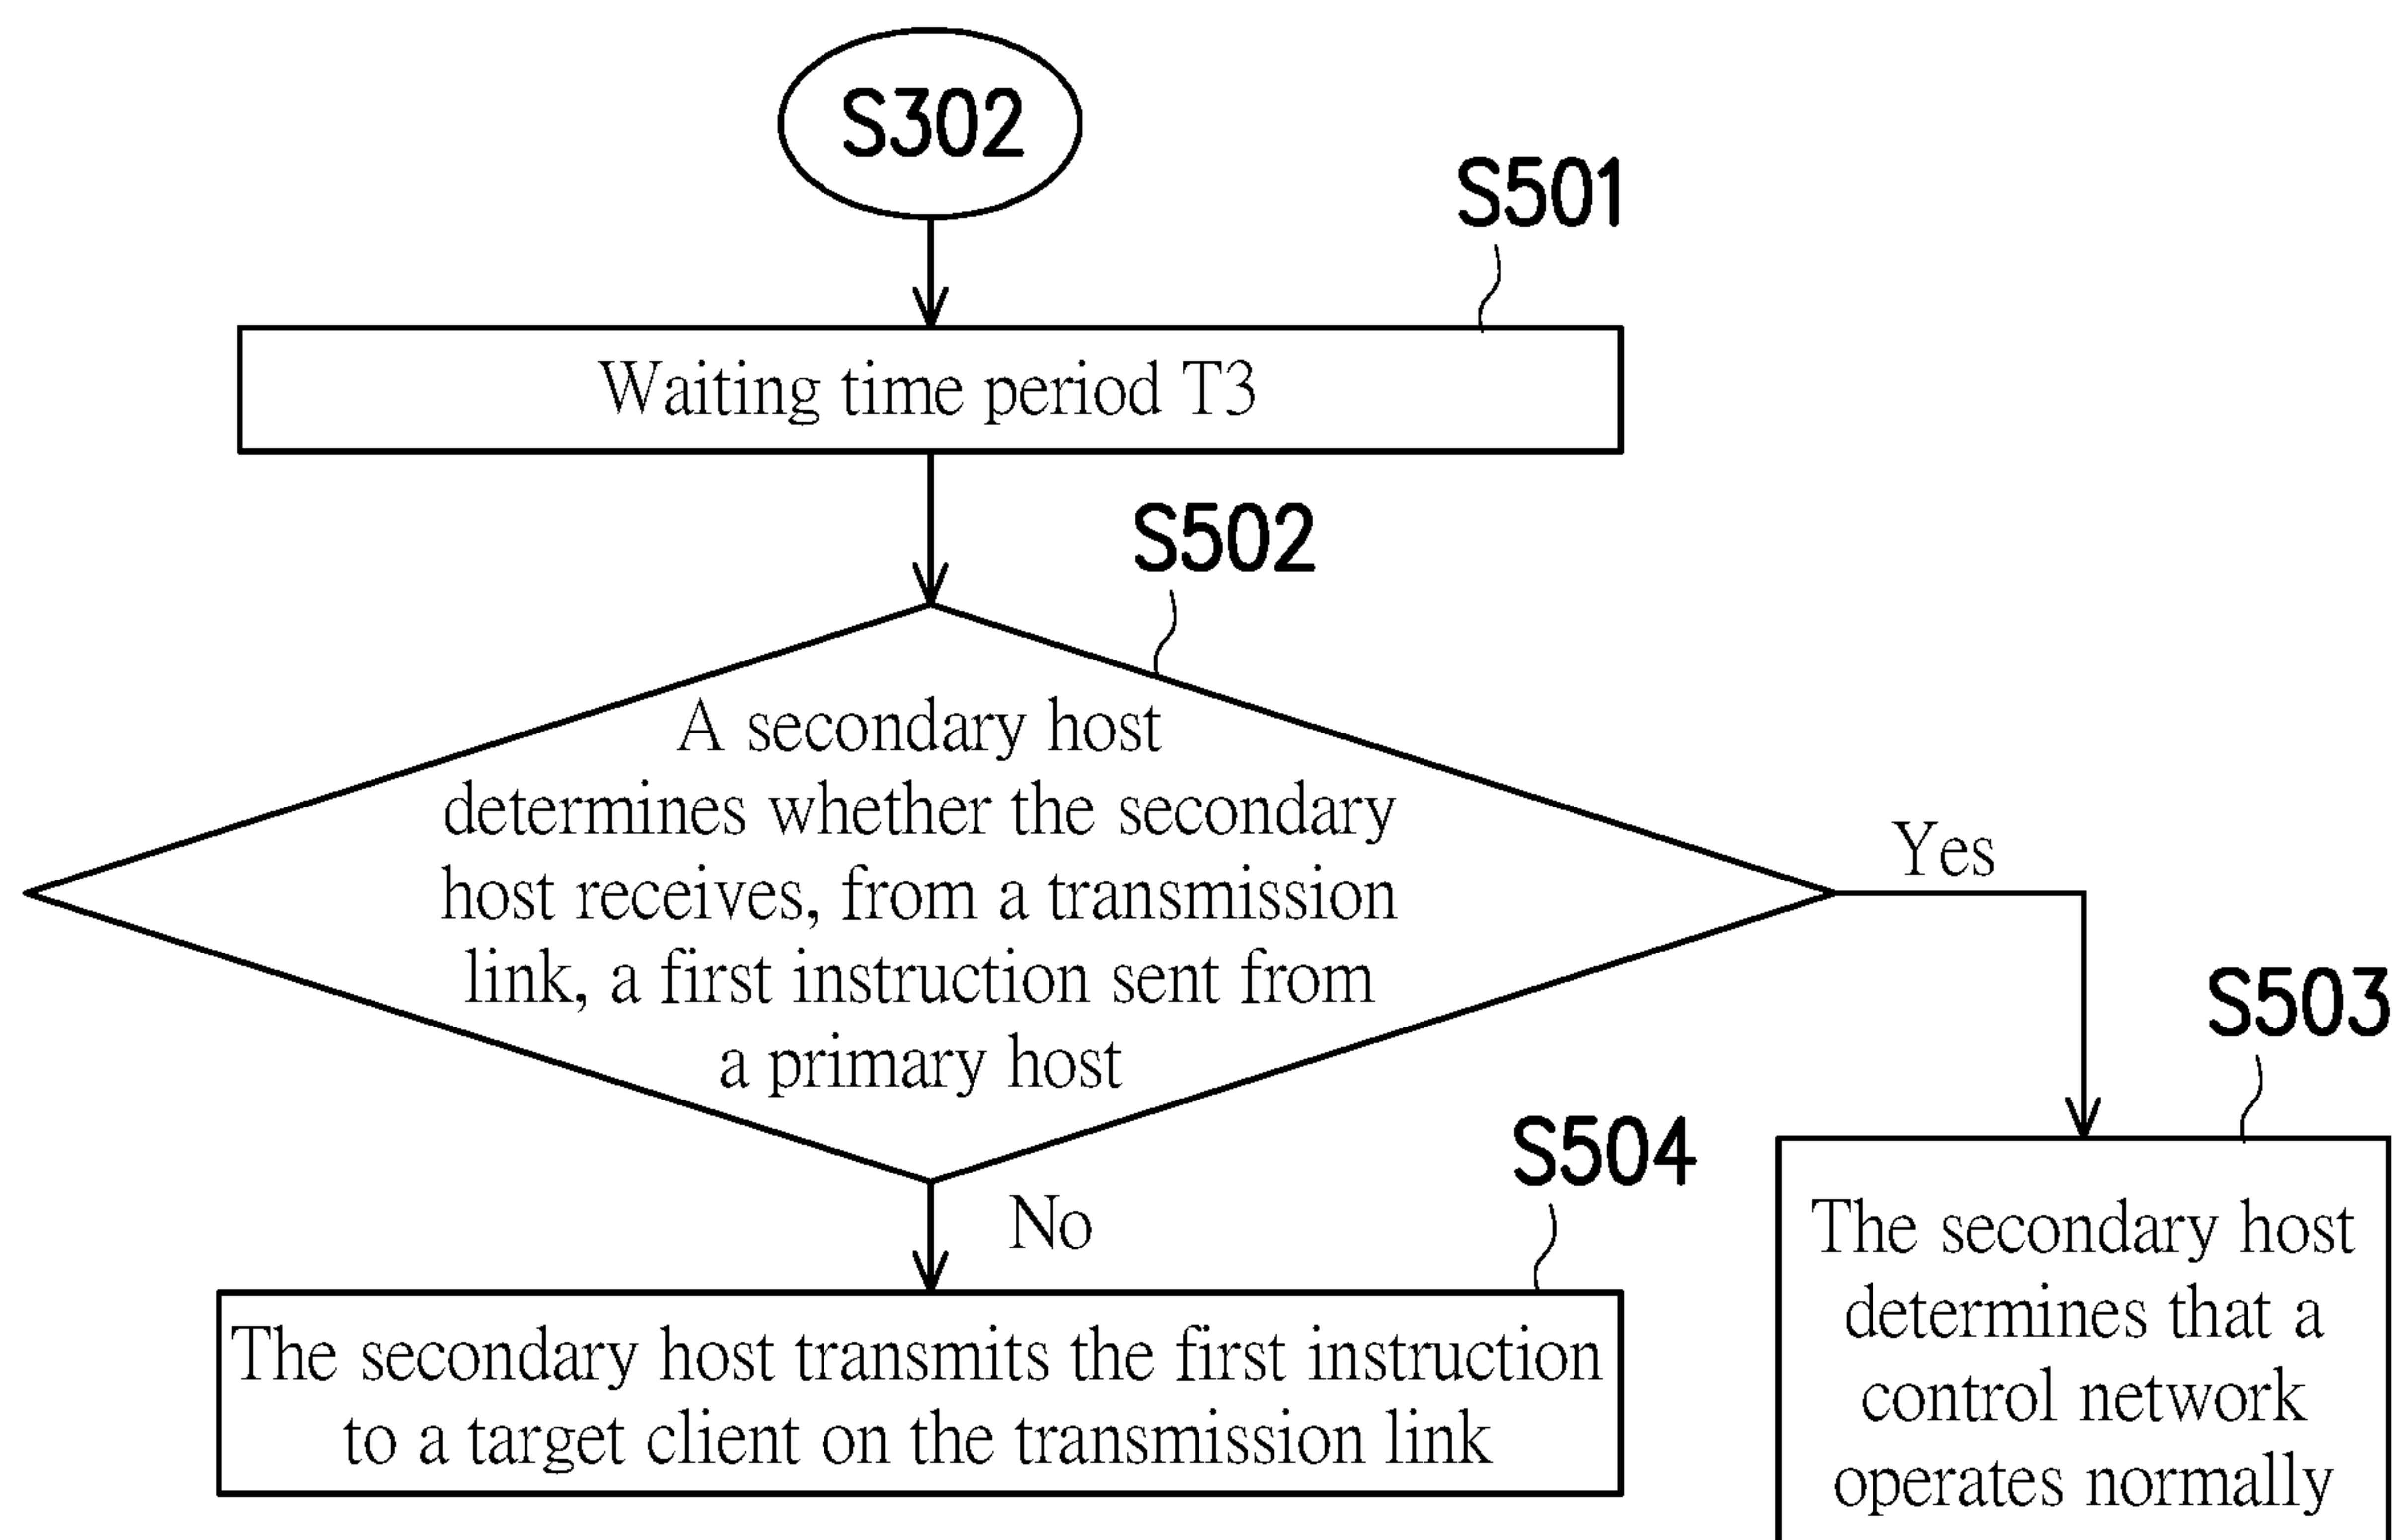 S302
S501
Waiting time period T3
S502
A secondary host
determines whether the secondary
host receives, from a transmission
link, a first instruction sent from
a primary host
Yes
S503
The secondary host
determines that a
control network
operates normally
No
S504
The secondary host transmits the first instruction
to a target client on the transmission link